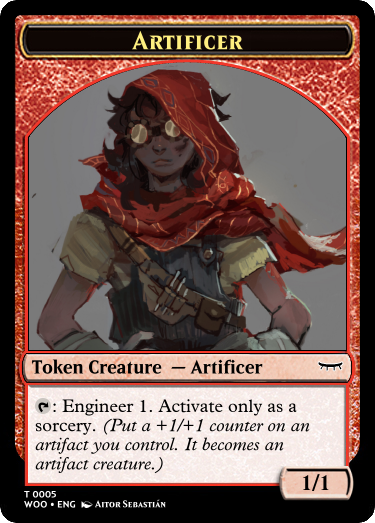 Artificer
Token Creature — Artificer
: Engineer 1. Activate only as a
sorcery. (Put a +1/+1 counter on an
artifact you control. It becomes an
artifact creature.)
1/1
T 0005
WOO • ENG Aitor Sebastián